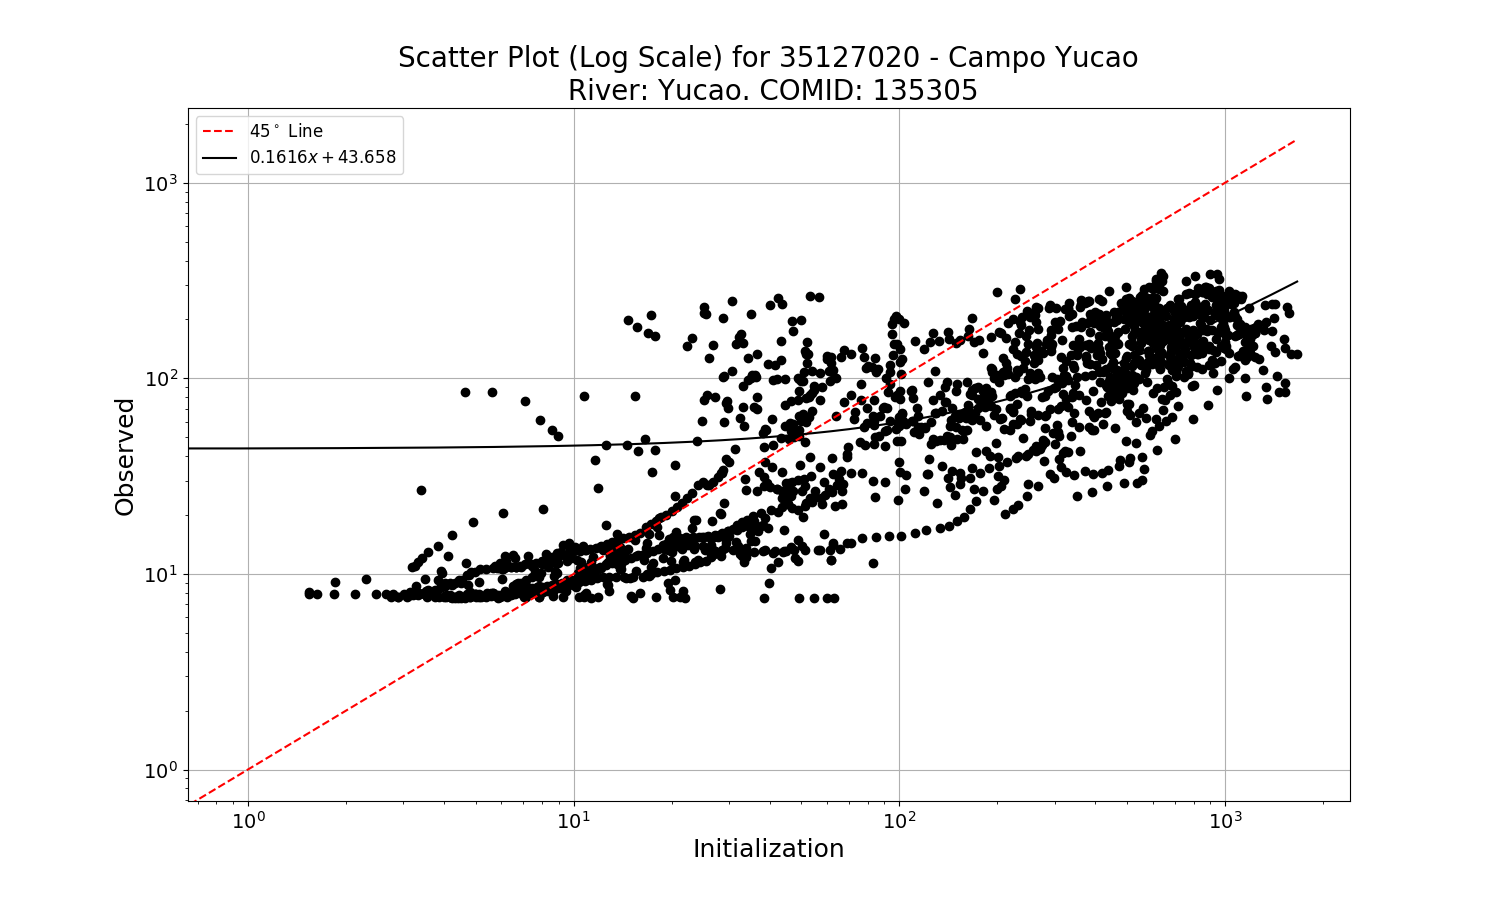 Scatter Plot (Log Scale) for 35127020 - Campo Yucao
River: Yucao. COMID: 135305
45° Line
0.1616x + 43.658
10³
10²
10¹
10⁰
Observed
10⁰ 10¹ 10² 10³
Initialization